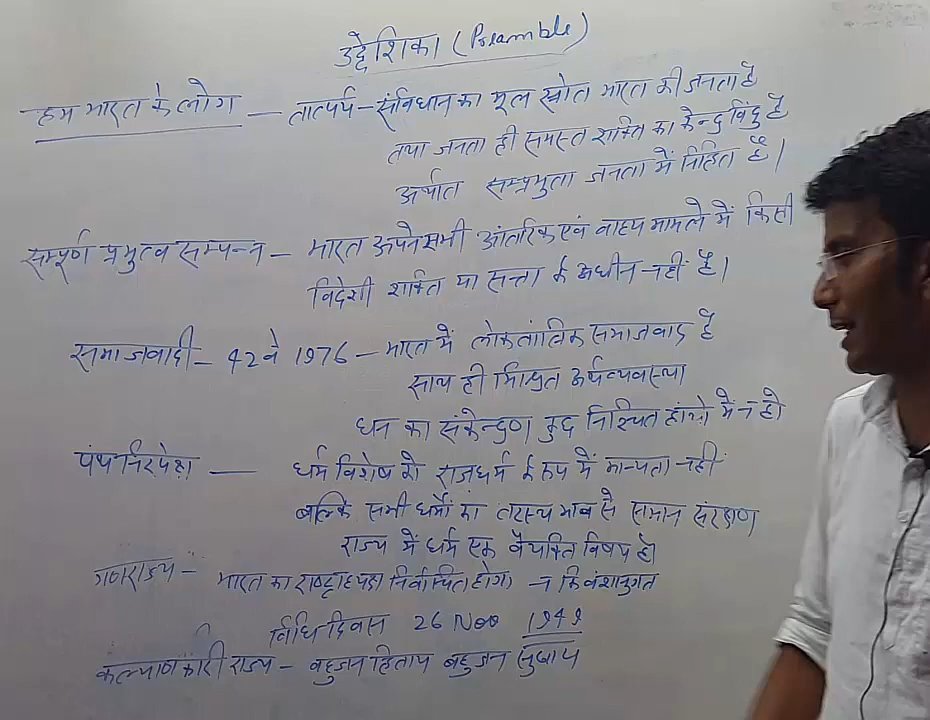 उद्देशिका (Preamble)
हम भारत के लोग — तात्पर्य - संविधान का मूल स्रोत भारत की जनता है
तथा जनता ही समस्त शक्ति का केन्द्र बिंदु है
अर्थात सम्प्रभुता जनता में निहित है।
सम्पूर्ण प्रभुत्व सम्पन्न — भारत अपने सभी आंतरिक एवं वाह्य मामले में किसी
विदेशी शक्ति या सत्ता के अधीन नहीं है।
समाजवादी - 42वे 1976 - भारत में लोकतांत्रिक समाजवाद है
साथ ही मिश्रित अर्थव्यवस्था
धन का संकेन्द्रण कुछ निश्चित हांथो में न हो
पंथनिरपेक्ष — धर्म विशेष को राजधर्म के रूप में मान्यता नहीं
बल्कि सभी धर्मो का तटस्थ भाव से समान संरक्षण
राज्य में धर्म एक वैयक्ति विषय है
गणराज्य - भारत का राष्ट्राध्यक्ष निर्वाचित होगा न कि वंशानुगत
विधि दिवस 26 Nov 1949
कल्याणकारी राज्य - बहुजन हिताय बहुजन सुखाय